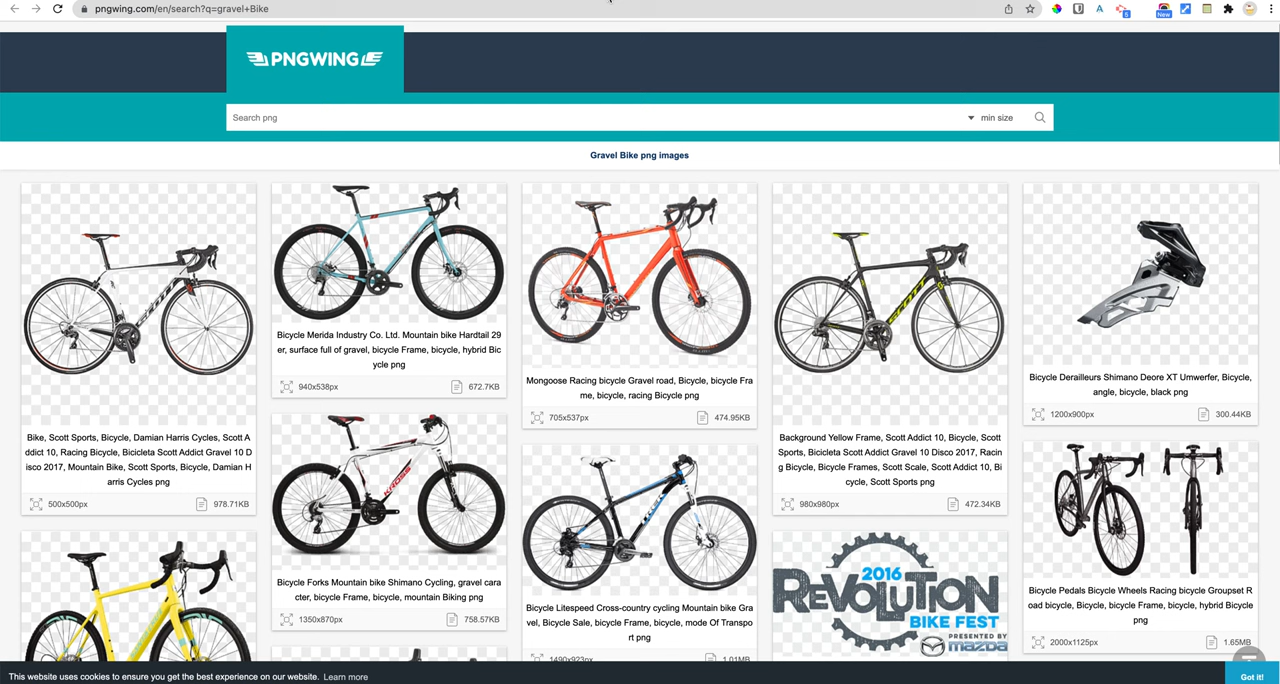 pngwing.com/en/search?q=gravel+Bike
A
5
New
PNGWING
Search png
min size
Gravel Bike png images
SCOTT
Bike, Scott Sports, Bicycle, Damian Harris Cycles, Scott A
ddict 10, Racing Bicycle, Bicicleta Scott Addict Gravel 10 D
isco 2017, Mountain Bike, Scott Sports, Bicycle, Damian H
arris Cycles png
500x500px
978.71KB
Bicycle Merida Industry Co. Ltd. Mountain bike Hardtail 29
er, surface full of gravel, bicycle Frame, bicycle, hybrid Bic
ycle png
940x538px
672.7KB
KROSS
Bicycle Forks Mountain bike Shimano Cycling, gravel cara
cter, bicycle Frame, bicycle, mountain Biking png
1350x870px
758.57KB
Mongoose Racing bicycle Gravel road, Bicycle, bicycle Fra
me, bicycle, racing Bicycle png
705x537px
474.95KB
TREK
Bicycle Litespeed Cross-country cycling Mountain bike Gra
vel, Bicycle Sale, bicycle Frame, bicycle, mode Of Transpo
rt png
1490x923px
1.01MB
SCOTT
Background Yellow Frame, Scott Addict 10, Bicycle, Scott
Sports, Bicicleta Scott Addict Gravel 10 Disco 2017, Racin
g Bicycle, Bicycle Frames, Scott Scale, Scott Addict 10, Bi
cycle, Scott Sports png
980x980px
472.34KB
2016
REVOLUTION
BIKE FEST
PRESENTED BY
mazda
Bicycle Derailleurs Shimano Deore XT Umwerfer, Bicycle,
angle, bicycle, black png
1200x900px
300.44KB
Bicycle Pedals Bicycle Wheels Racing bicycle Groupset R
oad bicycle, Bicycle, bicycle Frame, bicycle, hybrid Bicycle
png
2000x1125px
1.65MB
This website uses cookies to ensure you get the best experience on our website. Learn more
Got it!